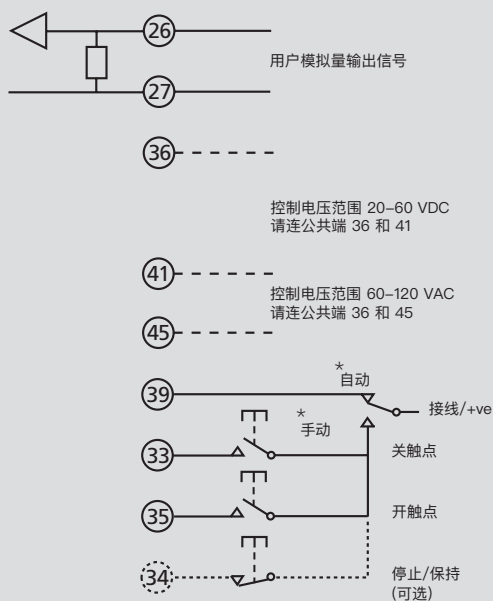 26
用户模拟量输出信号
27
36
控制电压范围 20–60 VDC
请连公共端 36 和 41
41
控制电压范围 60–120 VAC
请连公共端 36 和 45
45
*
自动
39
接线/+ve
*
手动
33
关触点
35
开触点
34
停止/保持
(可选)